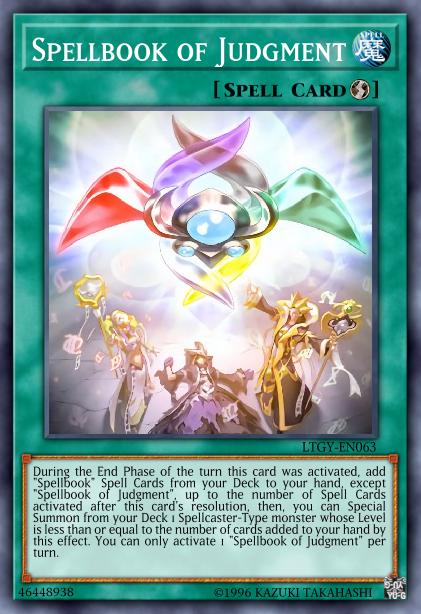 Spellbook of Judgment
SPELL
魔
[Spell Card]
LTGY-EN063
During the End Phase of the turn this card was activated, add
"Spellbook" Spell Cards from your Deck to your hand, except
"Spellbook of Judgment", up to the number of Spell Cards
activated after this card's resolution, then, you can Special
Summon from your Deck 1 Spellcaster-Type monster whose Level
is less than or equal to the number of cards added to your hand by
this effect. You can only activate 1 "Spellbook of Judgment" per
turn.
46448938
©1996 KAZUKI TAKAHASHI